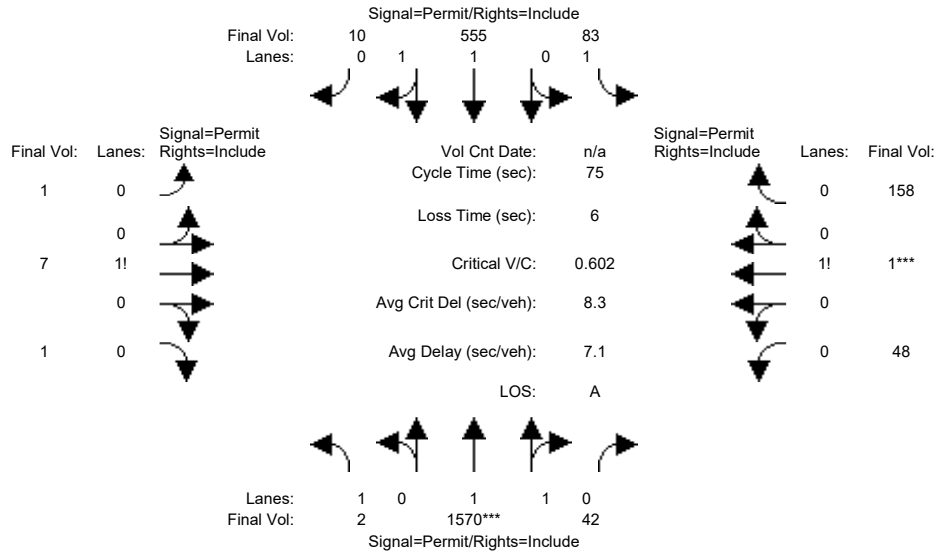 Signal=Permit/Rights=Include
Final Vol: 10 555 83
Lanes: 0 1 1 0 1
Signal=Permit
Final Vol: Lanes: Rights=Include
Vol Cnt Date: n/a
Signal=Permit
Rights=Include Lanes: Final Vol:
Cycle Time (sec): 75
1 0
0 158
Loss Time (sec): 6
0
0
7 1!
Critical V/C: 0.602
1! 1***
0
Avg Crit Del (sec/veh): 8.3
0
1 0
Avg Delay (sec/veh): 7.1
0 48
LOS: A
Lanes: 1 0 1 1 0
Final Vol: 2 1570*** 42
Signal=Permit/Rights=Include